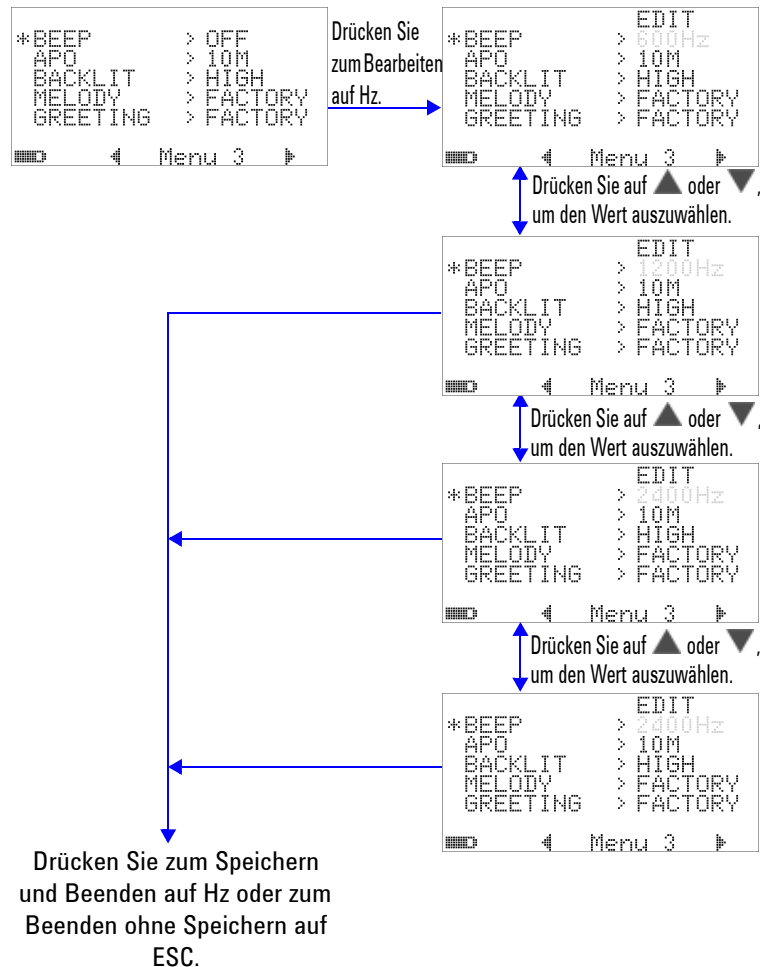 *BEEP > OFF
APO > 10M
BACKLIT > HIGH
MELODY > FACTORY
GREETING > FACTORY
Menu 3
Drücken Sie
zum Bearbeiten
auf Hz.
EDIT
*BEEP > 600Hz
APO > 10M
BACKLIT > HIGH
MELODY > FACTORY
GREETING > FACTORY
Menu 3
Drücken Sie auf ▲ oder ▼,
um den Wert auszuwählen.
EDIT
*BEEP > 1200Hz
APO > 10M
BACKLIT > HIGH
MELODY > FACTORY
GREETING > FACTORY
Menu 3
Drücken Sie auf ▲ oder ▼,
um den Wert auszuwählen.
EDIT
*BEEP > 2400Hz
APO > 10M
BACKLIT > HIGH
MELODY > FACTORY
GREETING > FACTORY
Menu 3
Drücken Sie auf ▲ oder ▼,
um den Wert auszuwählen.
EDIT
*BEEP > 2400Hz
APO > 10M
BACKLIT > HIGH
MELODY > FACTORY
GREETING > FACTORY
Menu 3
Drücken Sie zum Speichern
und Beenden auf Hz oder zum
Beenden ohne Speichern auf
ESC.